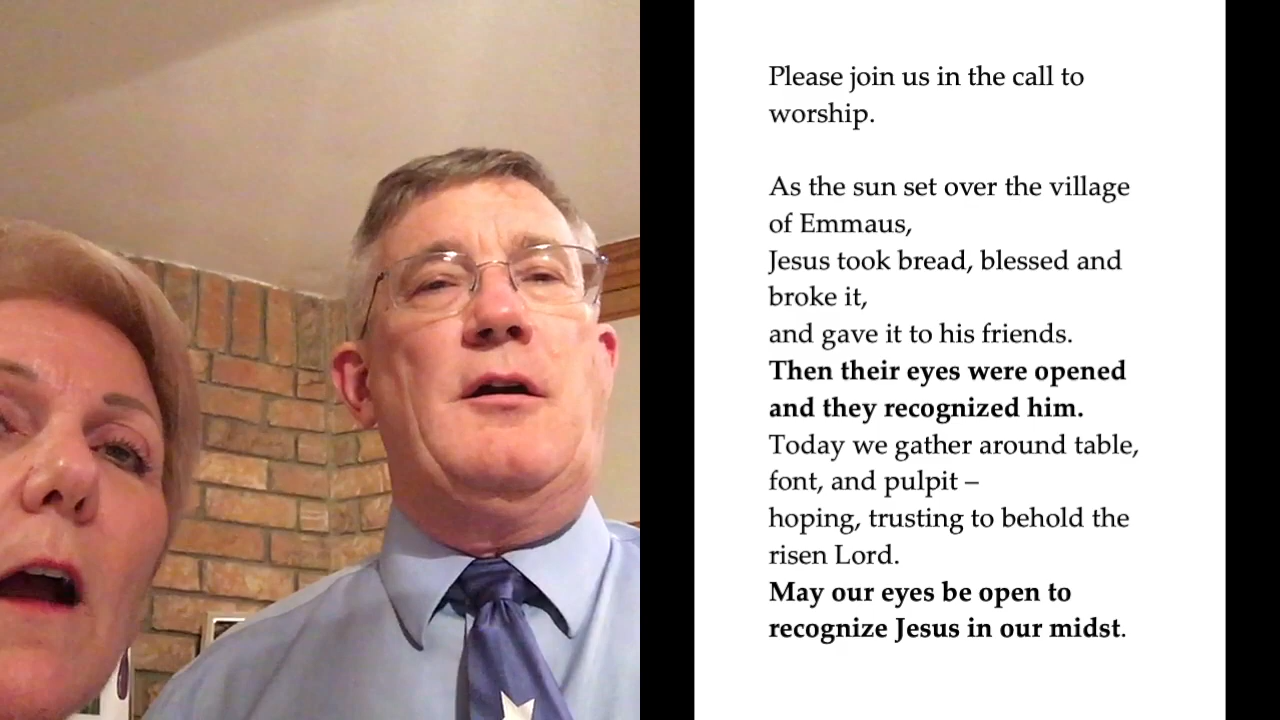 Please join us in the call to
worship.
As the sun set over the village
of Emmaus,
Jesus took bread, blessed and
broke it,
and gave it to his friends.
Then their eyes were opened
and they recognized him.
Today we gather around table,
font, and pulpit –
hoping, trusting to behold the
risen Lord.
May our eyes be open to
recognize Jesus in our midst.